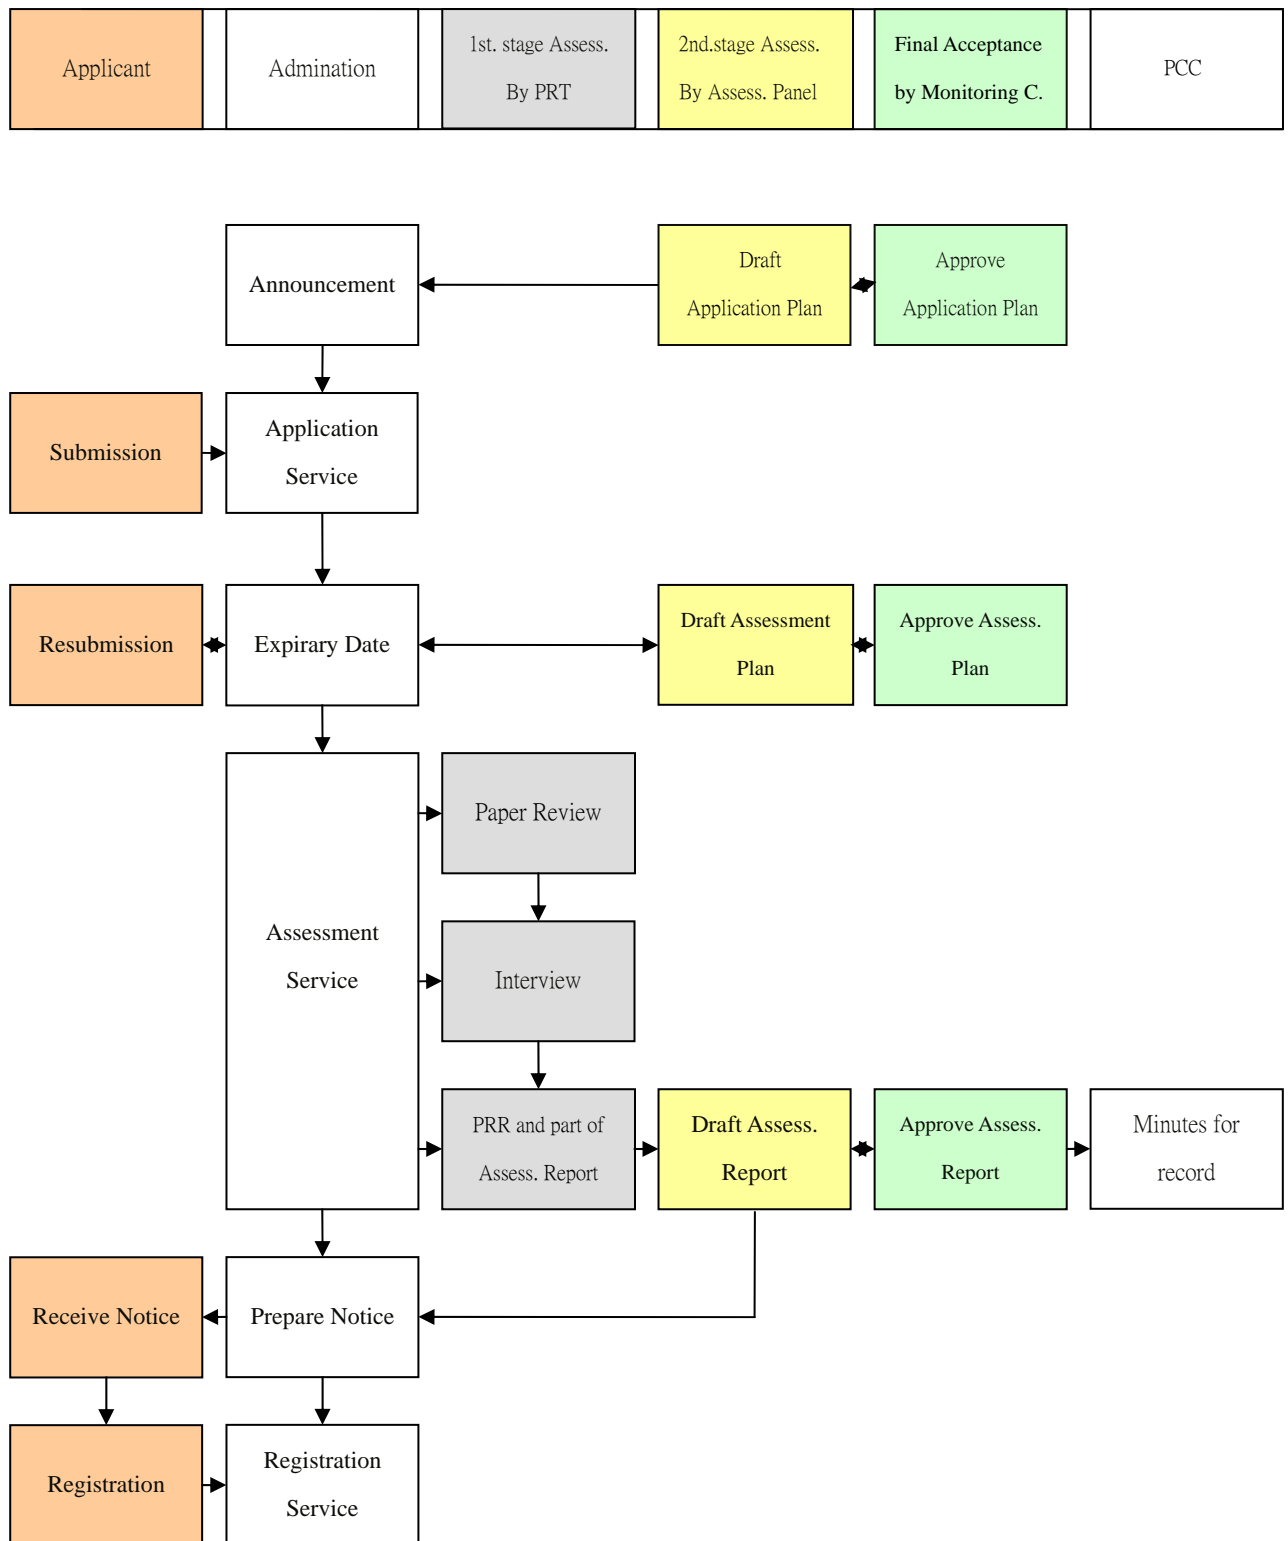 Applicant
Admination
1st. stage Assess.
By PRT
2nd.stage Assess.
By Assess. Panel
Final Acceptance
by Monitoring C.
PCC
Announcement
Draft
Application Plan
Approve
Application Plan
Submission
Application
Service
Resubmission
Expirary Date
Draft Assessment
Plan
Approve Assess.
Plan
Assessment
Service
Paper Review
Interview
PRR and part of
Assess. Report
Draft Assess.
Report
Approve Assess.
Report
Minutes for
record
Receive Notice
Prepare Notice
Registration
Registration
Service